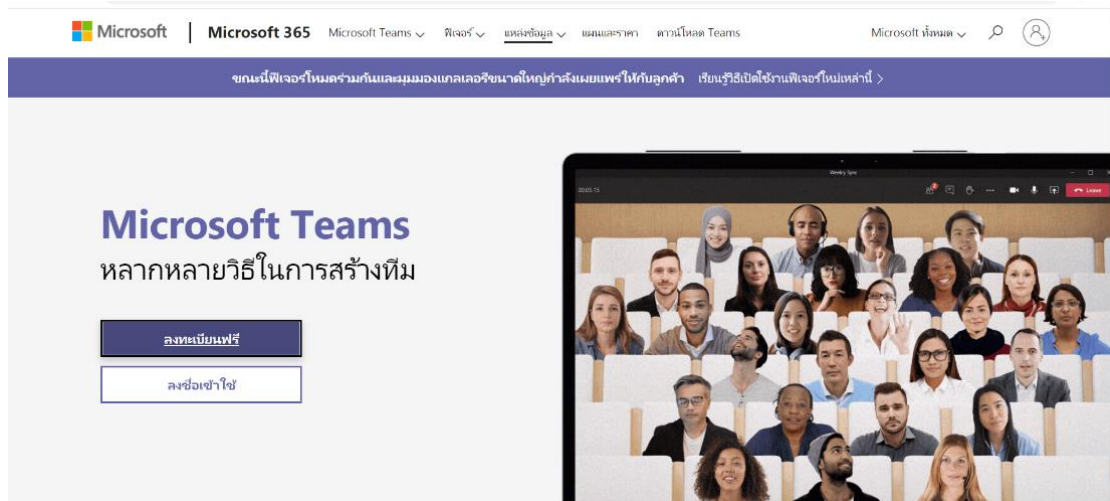 Microsoft | Microsoft 365 Microsoft Teams ฟีเจอร์ แหล่งข้อมูล แผนและราคา ดาวน์โหลด Teams Microsoft ทั้งหมด
ขณะนี้ฟีเจอร์โหมดร่วมกันและมุมมองแกลเลอรีขนาดใหญ่กำลังเผยแพร่ให้กับลูกค้า เรียนรู้วิธีเปิดใช้งานฟีเจอร์ใหม่เหล่านี้ >
Weekly Sync
00:05:15
2
Leave
Microsoft Teams
หลากหลายวิธีในการสร้างทีม
ลงทะเบียนฟรี
ลงชื่อเข้าใช้